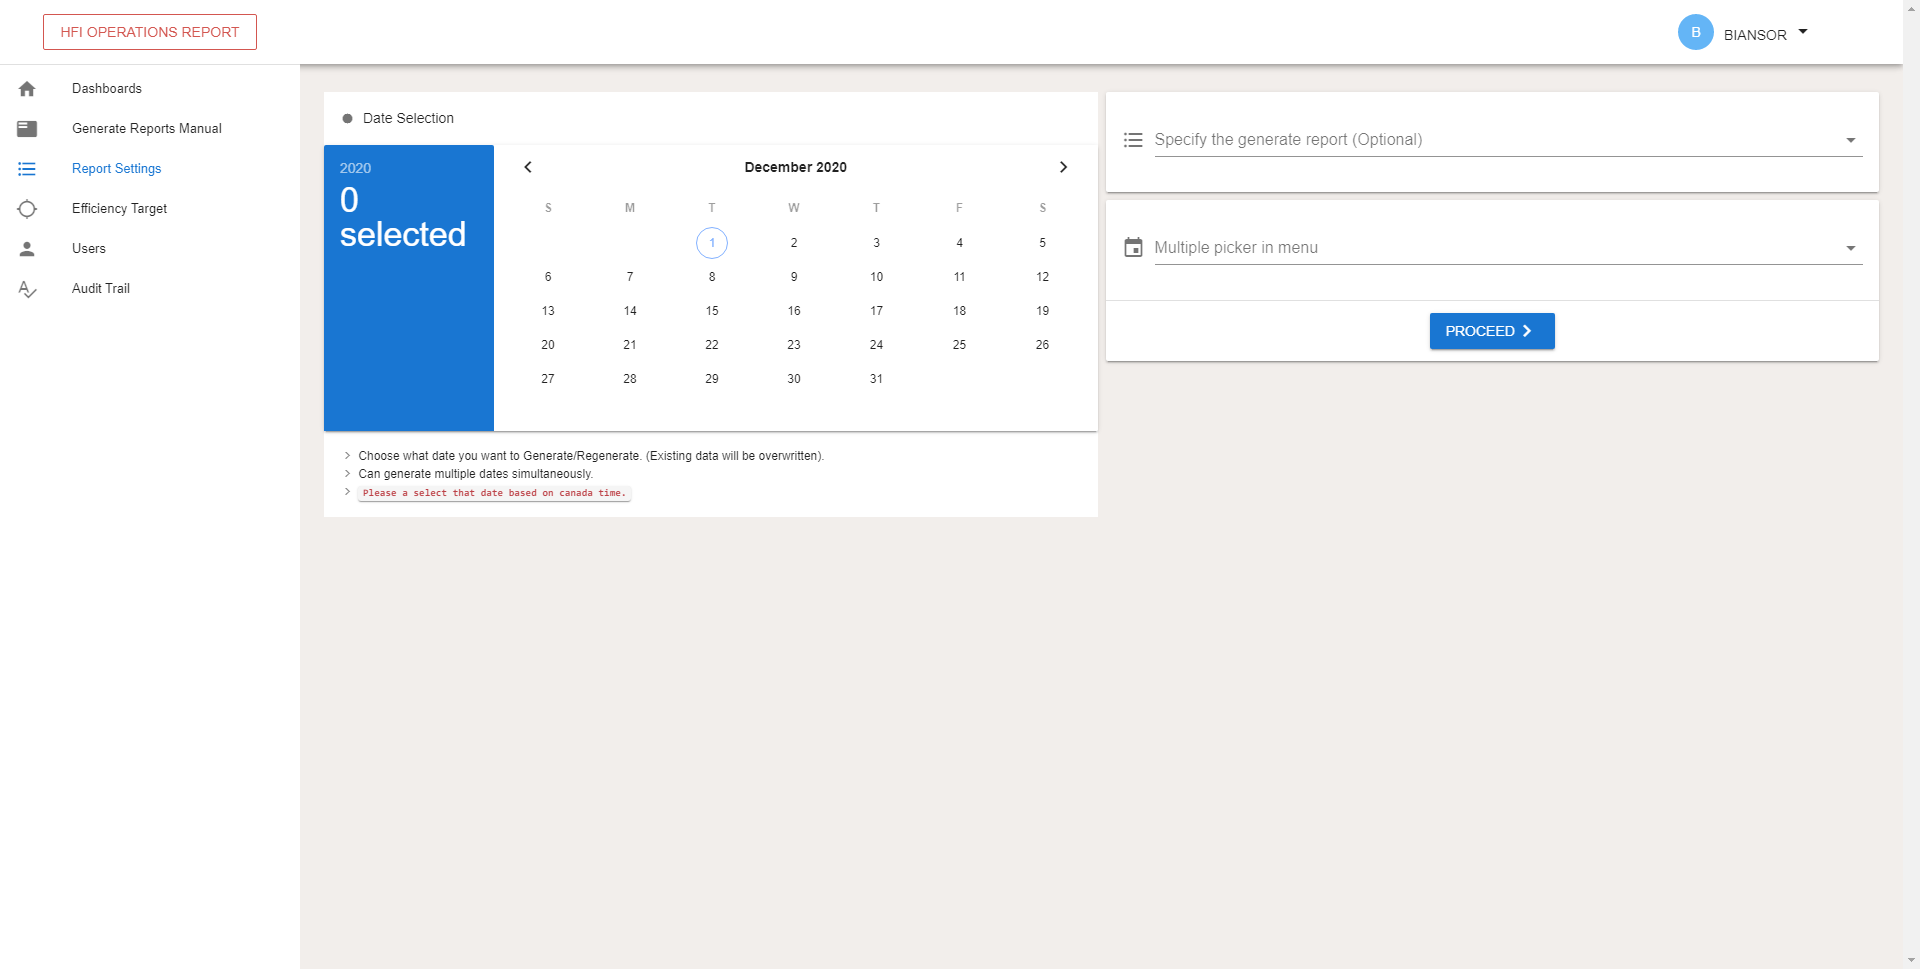 HFI OPERATIONS REPORT
B BIANSOR
Dashboards
Generate Reports Manual
Report Settings
Efficiency Target
Users
Audit Trail
Date Selection
2020
0
selected
December 2020
S M T W T F S
1 2 3 4 5
6 7 8 9 10 11 12
13 14 15 16 17 18 19
20 21 22 23 24 25 26
27 28 29 30 31
Choose what date you want to Generate/Regenerate. (Existing data will be overwritten).
Can generate multiple dates simultaneously.
Please a select that date based on canada time.
Specify the generate report (Optional)
Multiple picker in menu
PROCEED